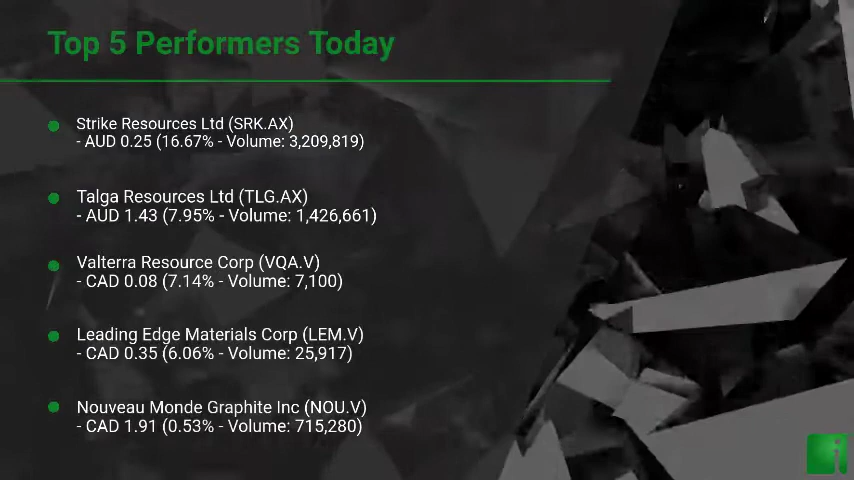 Top 5 Performers Today
Strike Resources Ltd (SRK.AX)
- AUD 0.25 (16.67% - Volume: 3,209,819)
Talga Resources Ltd (TLG.AX)
- AUD 1.43 (7.95% - Volume: 1,426,661)
Valterra Resource Corp (VQA.V)
- CAD 0.08 (7.14% - Volume: 7,100)
Leading Edge Materials Corp (LEM.V)
- CAD 0.35 (6.06% - Volume: 25,917)
Nouveau Monde Graphite Inc (NOU.V)
- CAD 1.91 (0.53% - Volume: 715,280)
i